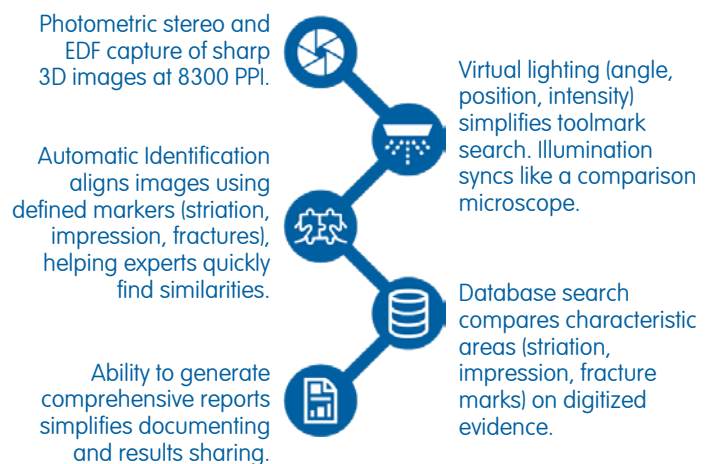 Photometric stereo and
EDF capture of sharp
3D images at 8300 PPI.
Virtual lighting (angle,
position, intensity)
simplifies toolmark
search. Illumination
syncs like a comparison
microscope.
Automatic Identification
aligns images using
defined markers (striation,
impression, fractures),
helping experts quickly
find similarities.
Database search
compares characteristic
areas (striation,
impression, fracture
marks) on digitized
evidence.
Ability to generate
comprehensive reports
simplifies documenting
and results sharing.